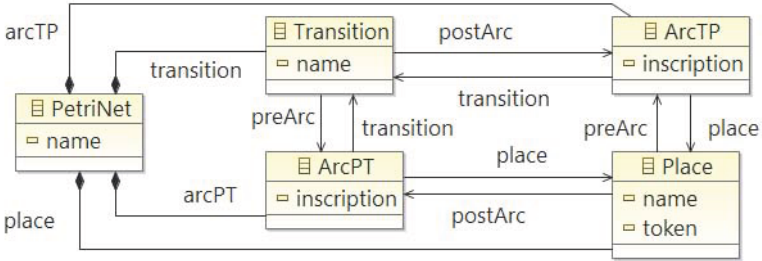 arcTP
Transition
name
postArc
ArcTP
inscription
transition
transition
PetriNet
name
preArc
transition
preArc
place
ArcPT
inscription
place
Place
name
token
arcPT
postArc
place